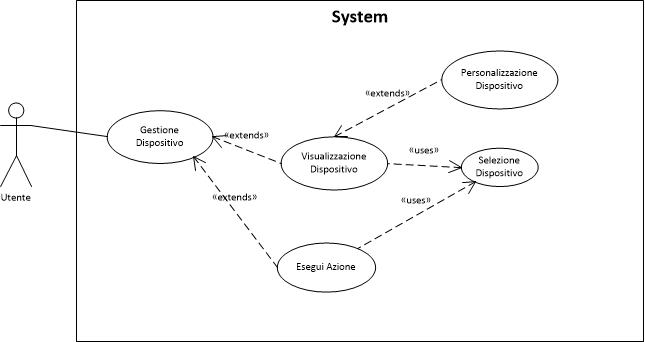 System
Personalizzazione
Dispositivo
«extends»
Gestione
Dispositivo
«extends»
Visualizzazione
Dispositivo
«uses»
Selezione
Dispositivo
Utente
«extends»
«uses»
Esegui Azione